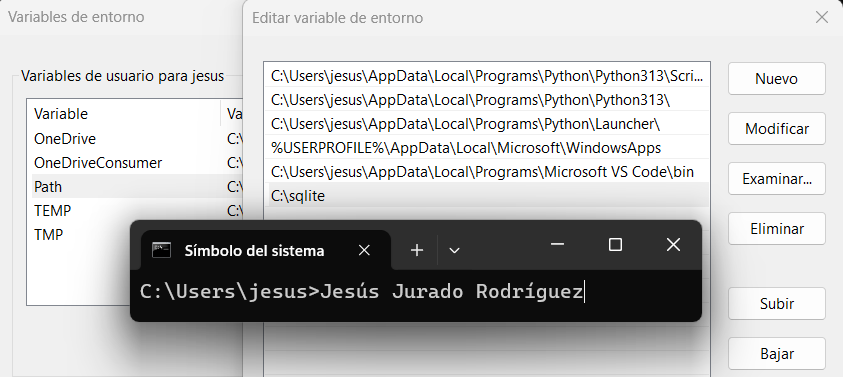 Variables de entorno
Editar variable de entorno
Variables de usuario para jesus
Variable
Va
OneDrive
C:\
OneDriveConsumer
C:\
Path
C:\
TEMP
C:\
TMP
C:\Users\jesus\AppData\Local\Programs\Python\Python313\Scri...
C:\Users\jesus\AppData\Local\Programs\Python\Python313\
C:\Users\jesus\AppData\Local\Programs\Python\Launcher\
%USERPROFILE%\AppData\Local\Microsoft\WindowsApps
C:\Users\jesus\AppData\Local\Programs\Microsoft VS Code\bin
C:\sqlite
Nuevo
Modificar
Examinar...
Eliminar
Subir
Bajar
Símbolo del sistema
C:\Users\jesus>Jesús Jurado Rodríguez